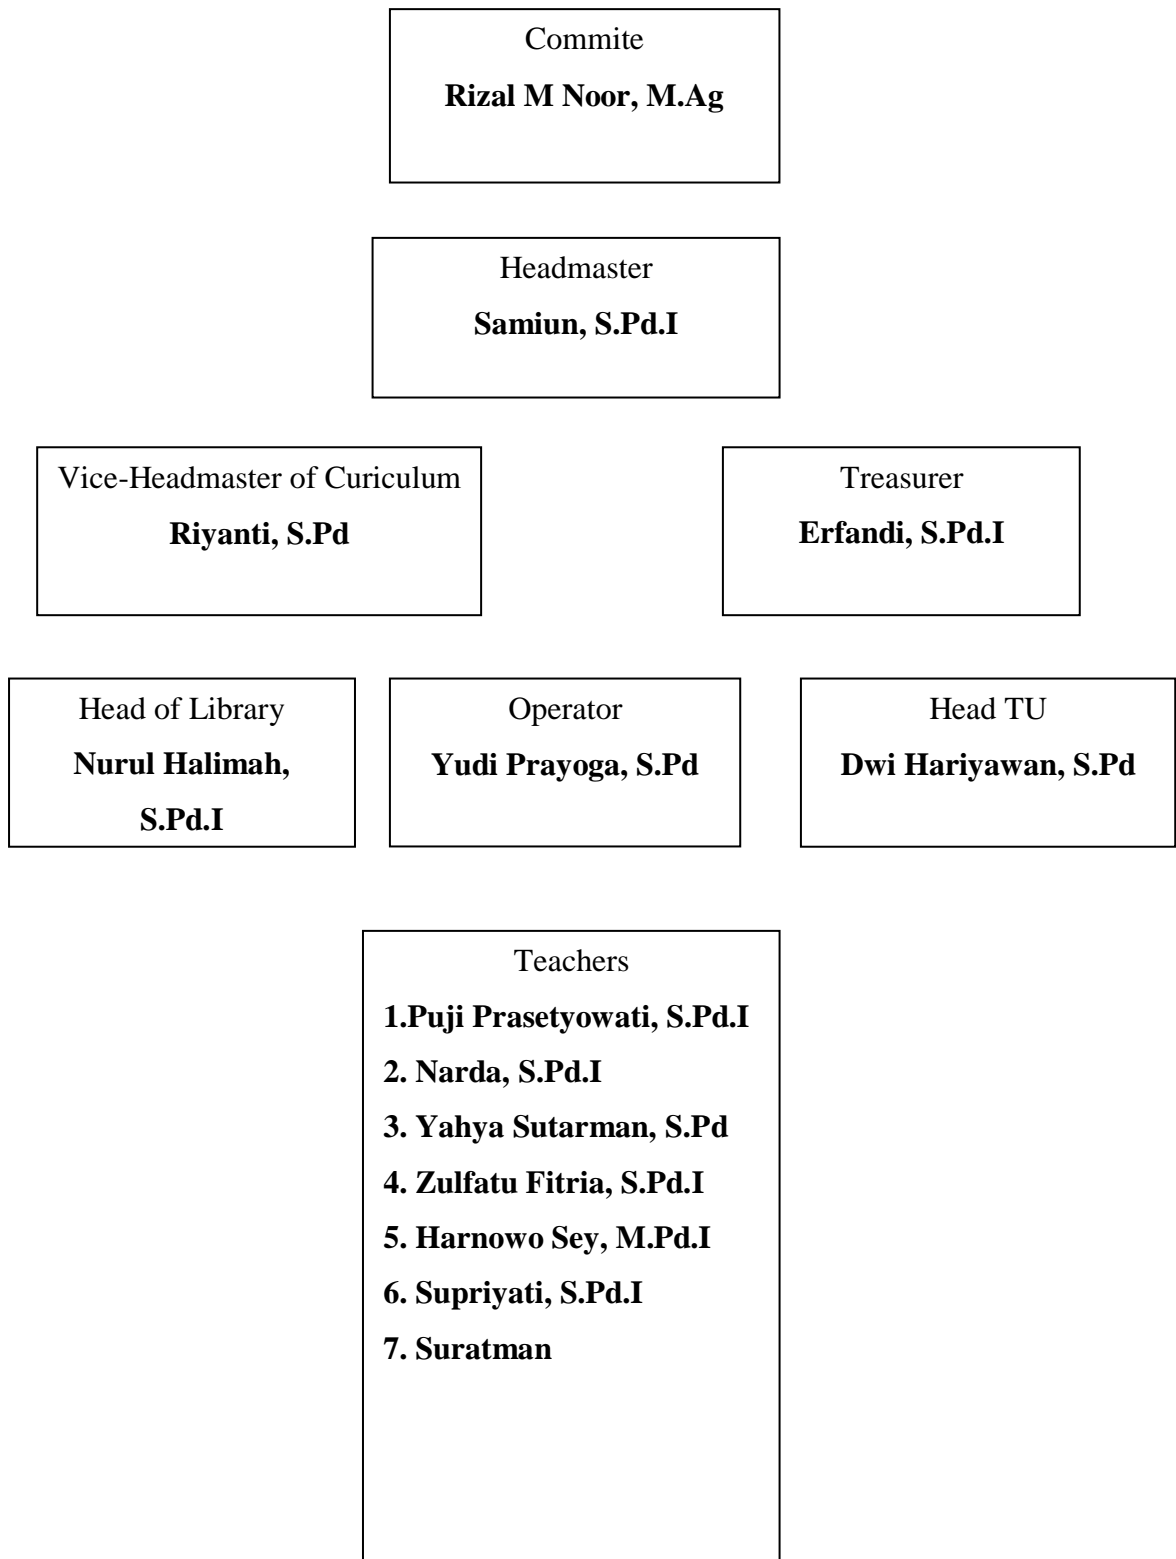 Commite
Rizal M Noor, M.Ag
Headmaster
Samiun, S.Pd.I
Vice-Headmaster of Curiculum
Riyanti, S.Pd
Treasurer
Erfandi, S.Pd.I
Head of Library
Nurul Halimah,
S.Pd.I
Operator
Yudi Prayoga, S.Pd
Head TU
Dwi Hariyawan, S.Pd
Teachers
1.Puji Prasetyowati, S.Pd.I
2. Narda, S.Pd.I
3. Yahya Sutarman, S.Pd
4. Zulfatu Fitria, S.Pd.I
5. Harnowo Sey, M.Pd.I
6. Supriyati, S.Pd.I
7. Suratman